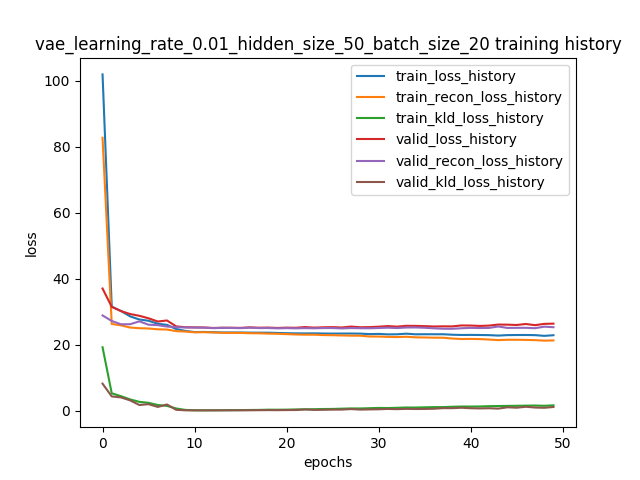 vae_learning_rate_0.01_hidden_size_50_batch_size_20 training history
train_loss_history
train_recon_loss_history
train_kld_loss_history
valid_loss_history
valid_recon_loss_history
valid_kld_loss_history
loss
100
80
60
40
20
0
0 10 20 30 40 50
epochs